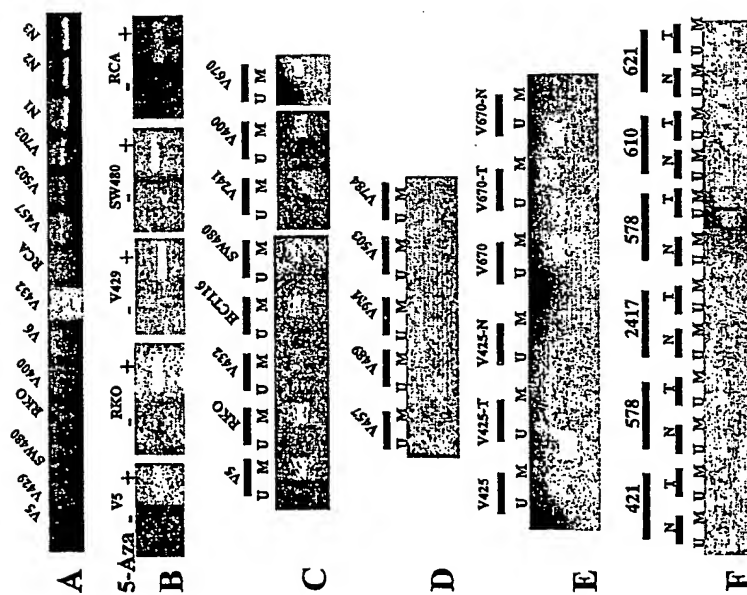 A
V5 V429 SW480 RKO V400 V6 V432 RCA V457 V503 V703 N1 N2 N3
5-Aza
B
V5 RKO V429 SW480 RCA
- + - + - + - + - +
C
V5 RKO V432 HCT116 SW480 V241 V400 V670
U M U M U M U M U M U M U M U M
D
V457 V489 V9M V503 V784
U M U M U M U M U M
E
V425 V425-T V425-N V670 V670-T V670-N
U M U M U M U M U M U M
F
421 578 2417 578 610 621
N T N T N T N T N T N T
U M U M U M U M U M U M U M U M U M U M U M U M